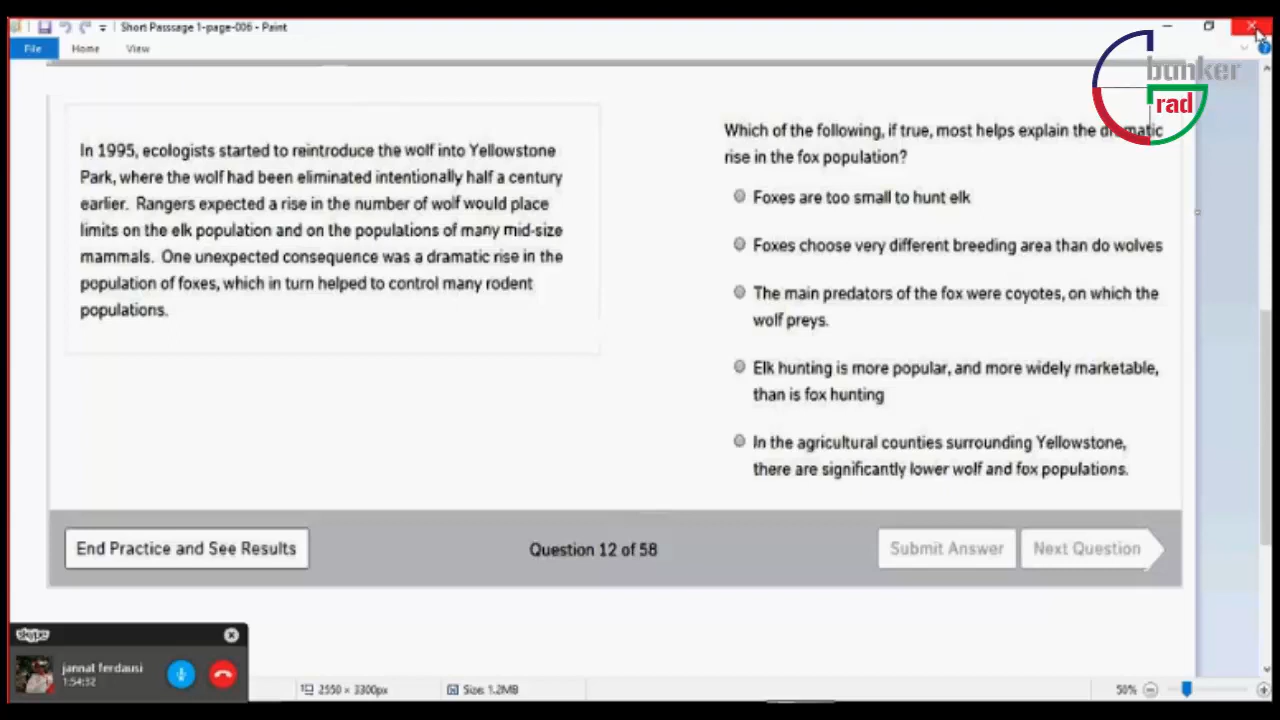 Short Passsage 1-page-006 - Paint
File Home View
bunker
rad
In 1995, ecologists started to reintroduce the wolf into Yellowstone
Park, where the wolf had been eliminated intentionally half a century
earlier. Rangers expected a rise in the number of wolf would place
limits on the elk population and on the populations of many mid-size
mammals. One unexpected consequence was a dramatic rise in the
population of foxes, which in turn helped to control many rodent
populations.
Which of the following, if true, most helps explain the dramatic
rise in the fox population?
Foxes are too small to hunt elk
Foxes choose very different breeding area than do wolves
The main predators of the fox were coyotes, on which the
wolf preys.
Elk hunting is more popular, and more widely marketable,
than is fox hunting
In the agricultural counties surrounding Yellowstone,
there are significantly lower wolf and fox populations.
End Practice and See Results
Question 12 of 58
Submit Answer
Next Question
skype
jannat ferdausi
1:54:32
2550 × 3300px
Size: 1.2MB
50%